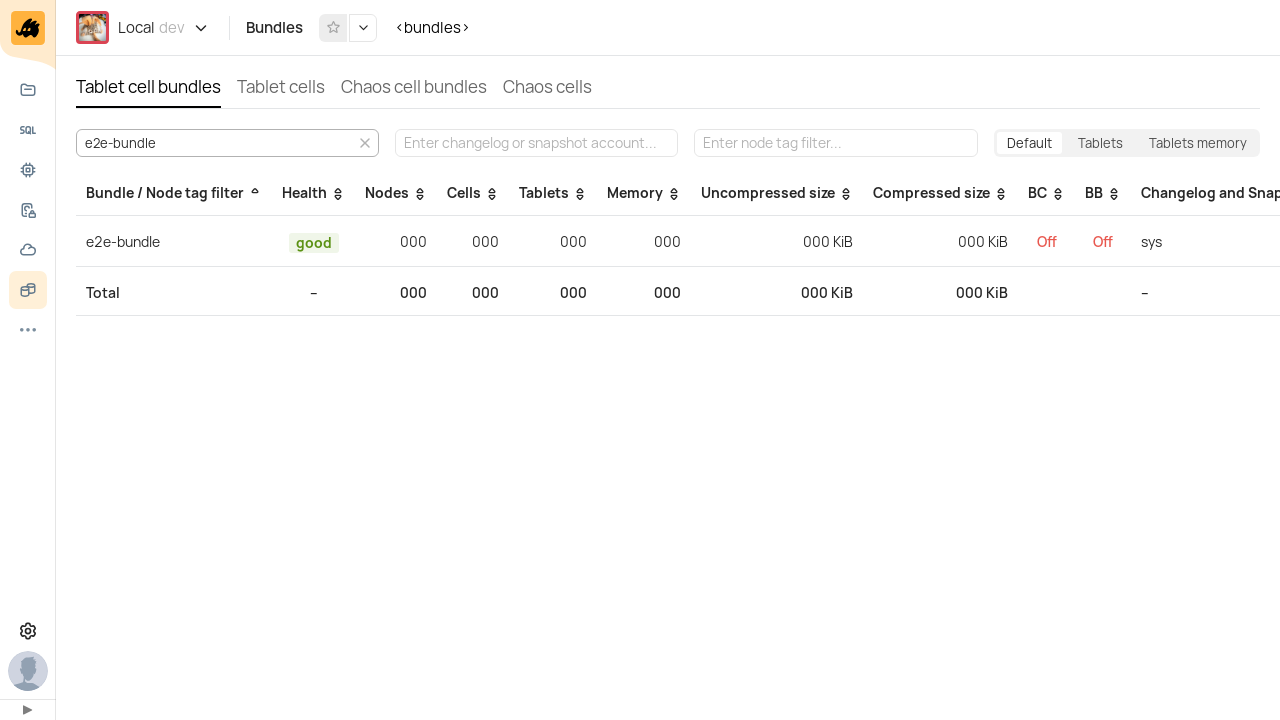 Local dev Bundles <bundles>
Tablet cell bundles Tablet cells Chaos cell bundles Chaos cells
SQL
e2e-bundle Enter changelog or snapshot account... Enter node tag filter... Default Tablets Tablets memory
Bundle / Node tag filter Health Nodes Cells Tablets Memory Uncompressed size Compressed size BC BB Changelog and Snap
e2e-bundle good 000 000 000 000 000 KiB 000 KiB Off Off sys
Total – 000 000 000 000 000 KiB 000 KiB –